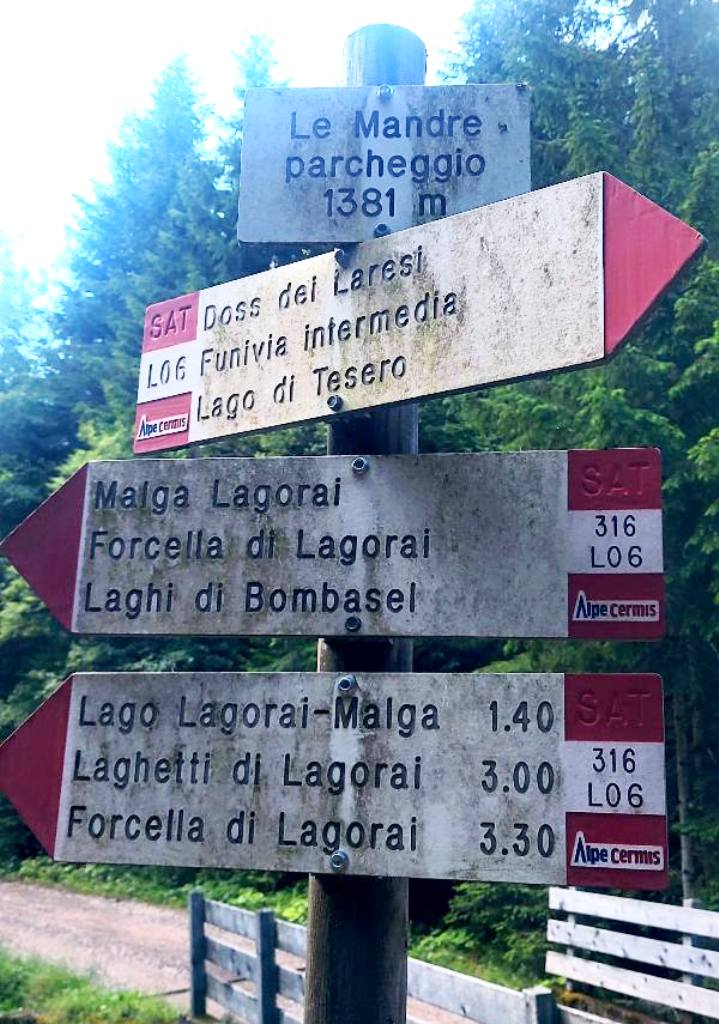 Le Mandre
parcheggio
1381 m
SAT
L06
Alpe Cermis
Doss dei Laresi
Funivia intermedia
Lago di Tesero
Malga Lagorai
Forcella di Lagorai
Laghi di Bombasel
SAT
316
L06
Alpe Cermis
Lago Lagorai-Malga 1.40
Laghetti di Lagorai 3.00
Forcella di Lagorai 3.30
SAT
316
L06
Alpe Cermis